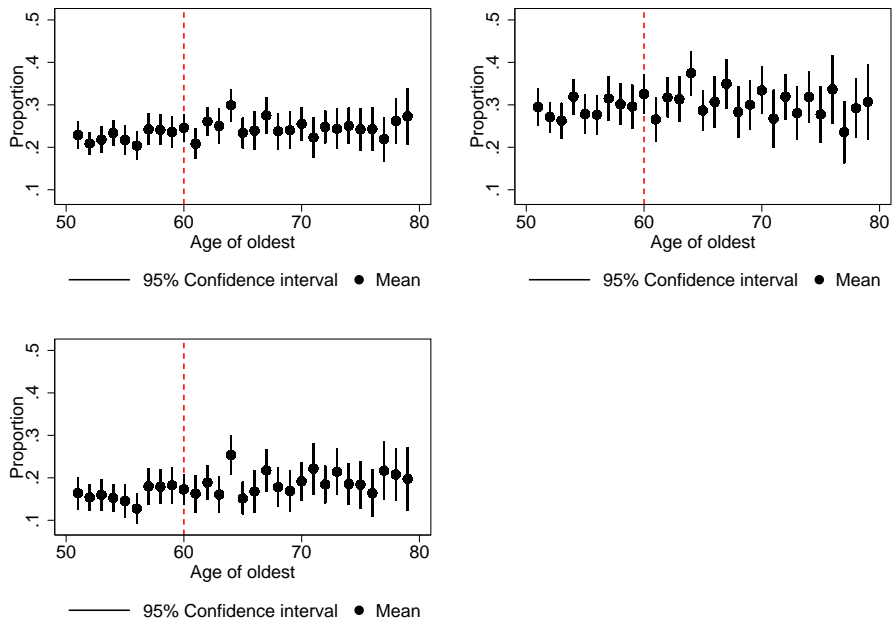 .5
.4
.3
.2
.1
Proportion
50 60 70 80
Age of oldest
95% Confidence interval Mean
.5
.4
.3
.2
.1
Proportion
50 60 70 80
Age of oldest
95% Confidence interval Mean
.5
.4
.3
.2
.1
Proportion
50 60 70 80
Age of oldest
95% Confidence interval Mean